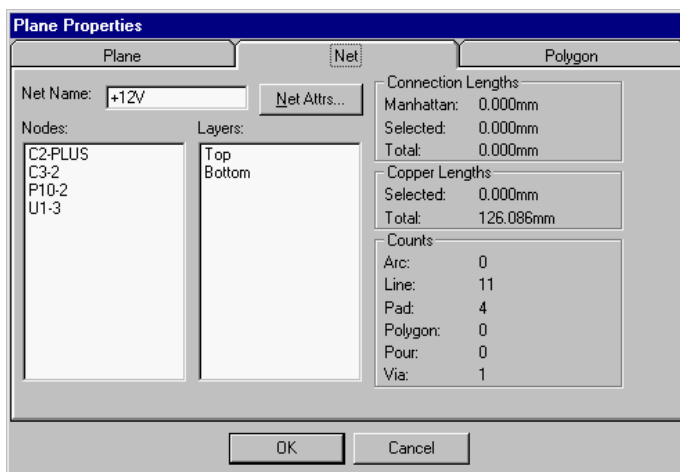 Plane Properties
Plane
Net
Polygon
Net Name: +12V
Net Attrs...
Nodes:
C2-PLUS
C3-2
P10-2
U1-3
Layers:
Top
Bottom
Connection Lengths
Manhattan: 0.000mm
Selected: 0.000mm
Total: 0.000mm
Copper Lengths
Selected: 0.000mm
Total: 126.086mm
Counts
Arc: 0
Line: 11
Pad: 4
Polygon: 0
Pour: 0
Via: 1
OK
Cancel